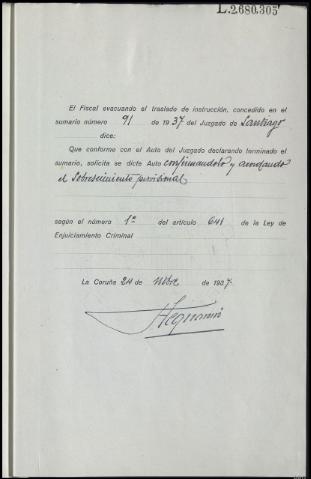 L.2.680.305
El Fiscal evacuando el traslado de instrucción, concedido en el
sumario número 91 de 1937 del Juzgado de Santiago
dice:
Que conforme con el Auto del Juzgado declarando terminado el
sumario, solicita se dicte Auto confirmandolo y acordando
el Sobreseimiento provisional
según el número 1º del artículo 641 de la Ley de
Enjuiciamiento Criminal
La Coruña 24 de Nbre de 1937.